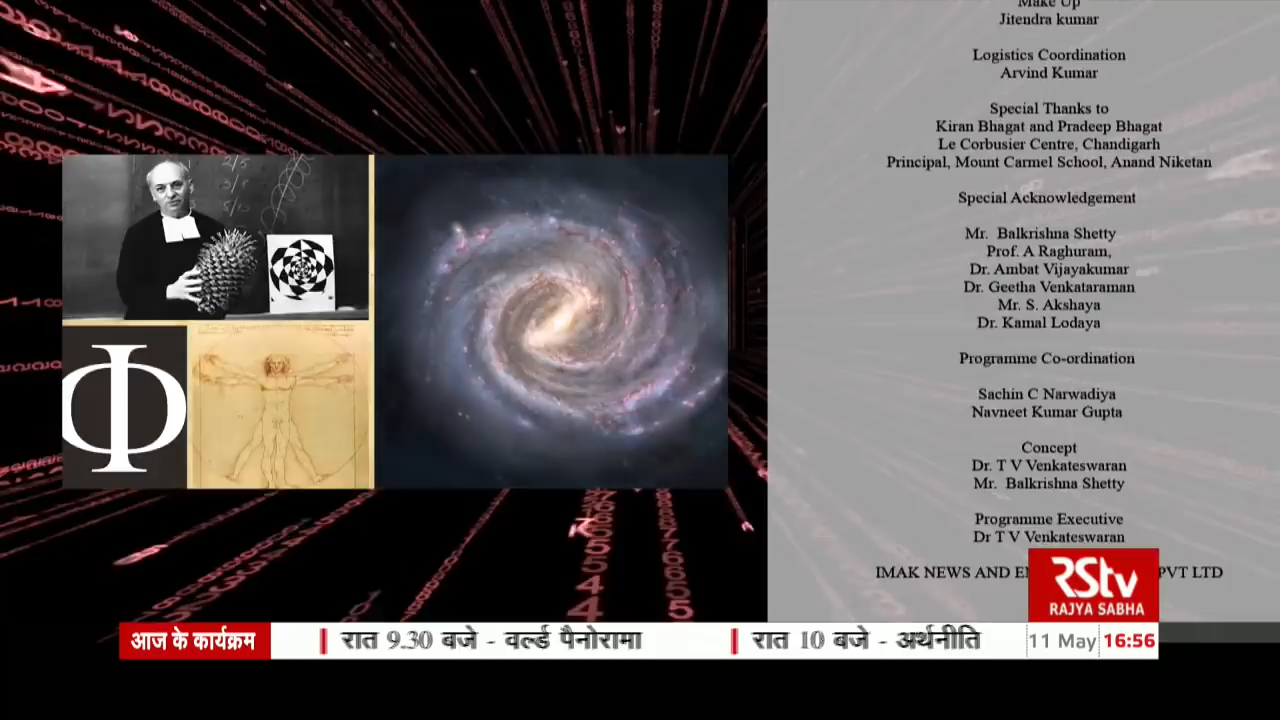 Make Up
Jitendra kumar
Logistics Coordination
Arvind Kumar
Special Thanks to
Kiran Bhagat and Pradeep Bhagat
Le Corbusier Centre, Chandigarh
Principal, Mount Carmel School, Anand Niketan
Special Acknowledgement
Mr. Balkrishna Shetty
Prof. A Raghuram,
Dr. Ambat Vijayakumar
Dr. Geetha Venkataraman
Mr. S. Akshaya
Dr. Kamal Lodaya
Programme Co-ordination
Sachin C Narwadiya
Navneet Kumar Gupta
Concept
Dr. T V Venkateswaran
Mr. Balkrishna Shetty
Programme Executive
Dr T V Venkateswaran
IMAK NEWS AND PVT LTD
RStv
RAJYA SABHA
Φ
आज के कार्यक्रम
रात 9.30 बजे - वर्ल्ड पैनोरामा
रात 10 बजे - अर्थनीति
11 May 16:56